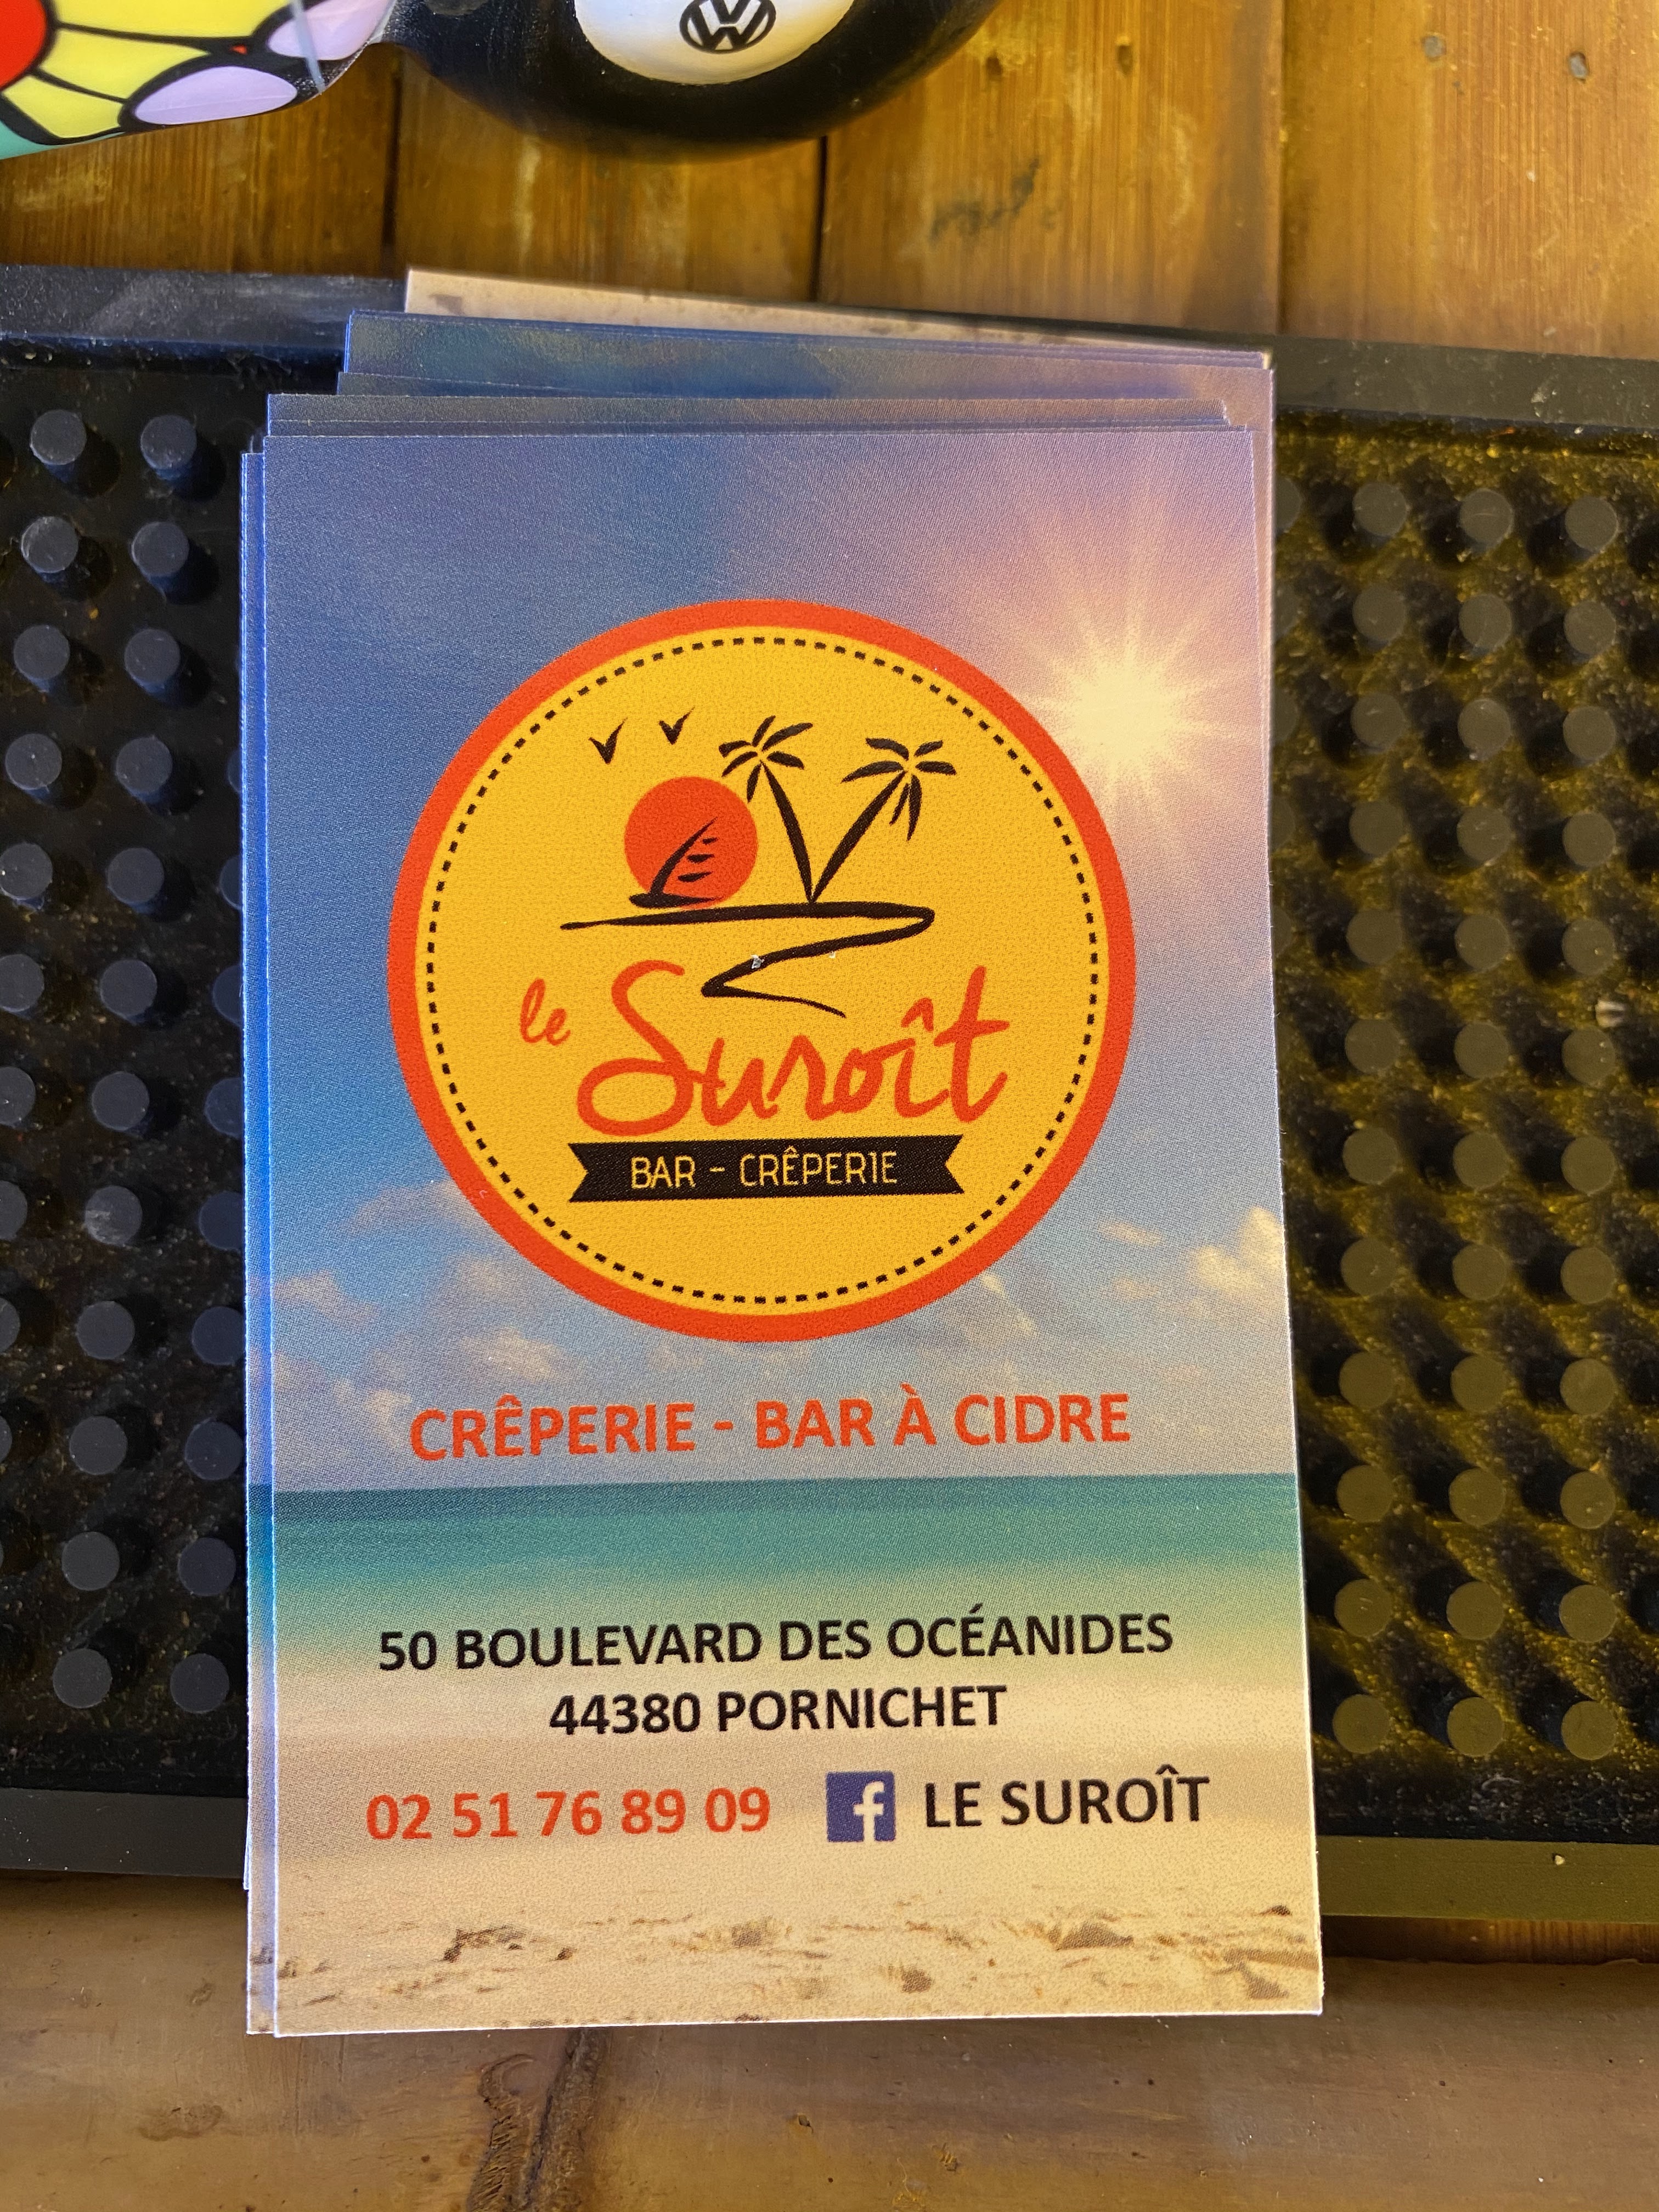 VW
le Suroît
BAR - CRÊPERIE
CRÊPERIE - BAR À CIDRE
50 BOULEVARD DES OCÉANIDES
44380 PORNICHET
02 51 76 89 09 f LE SUROÎT